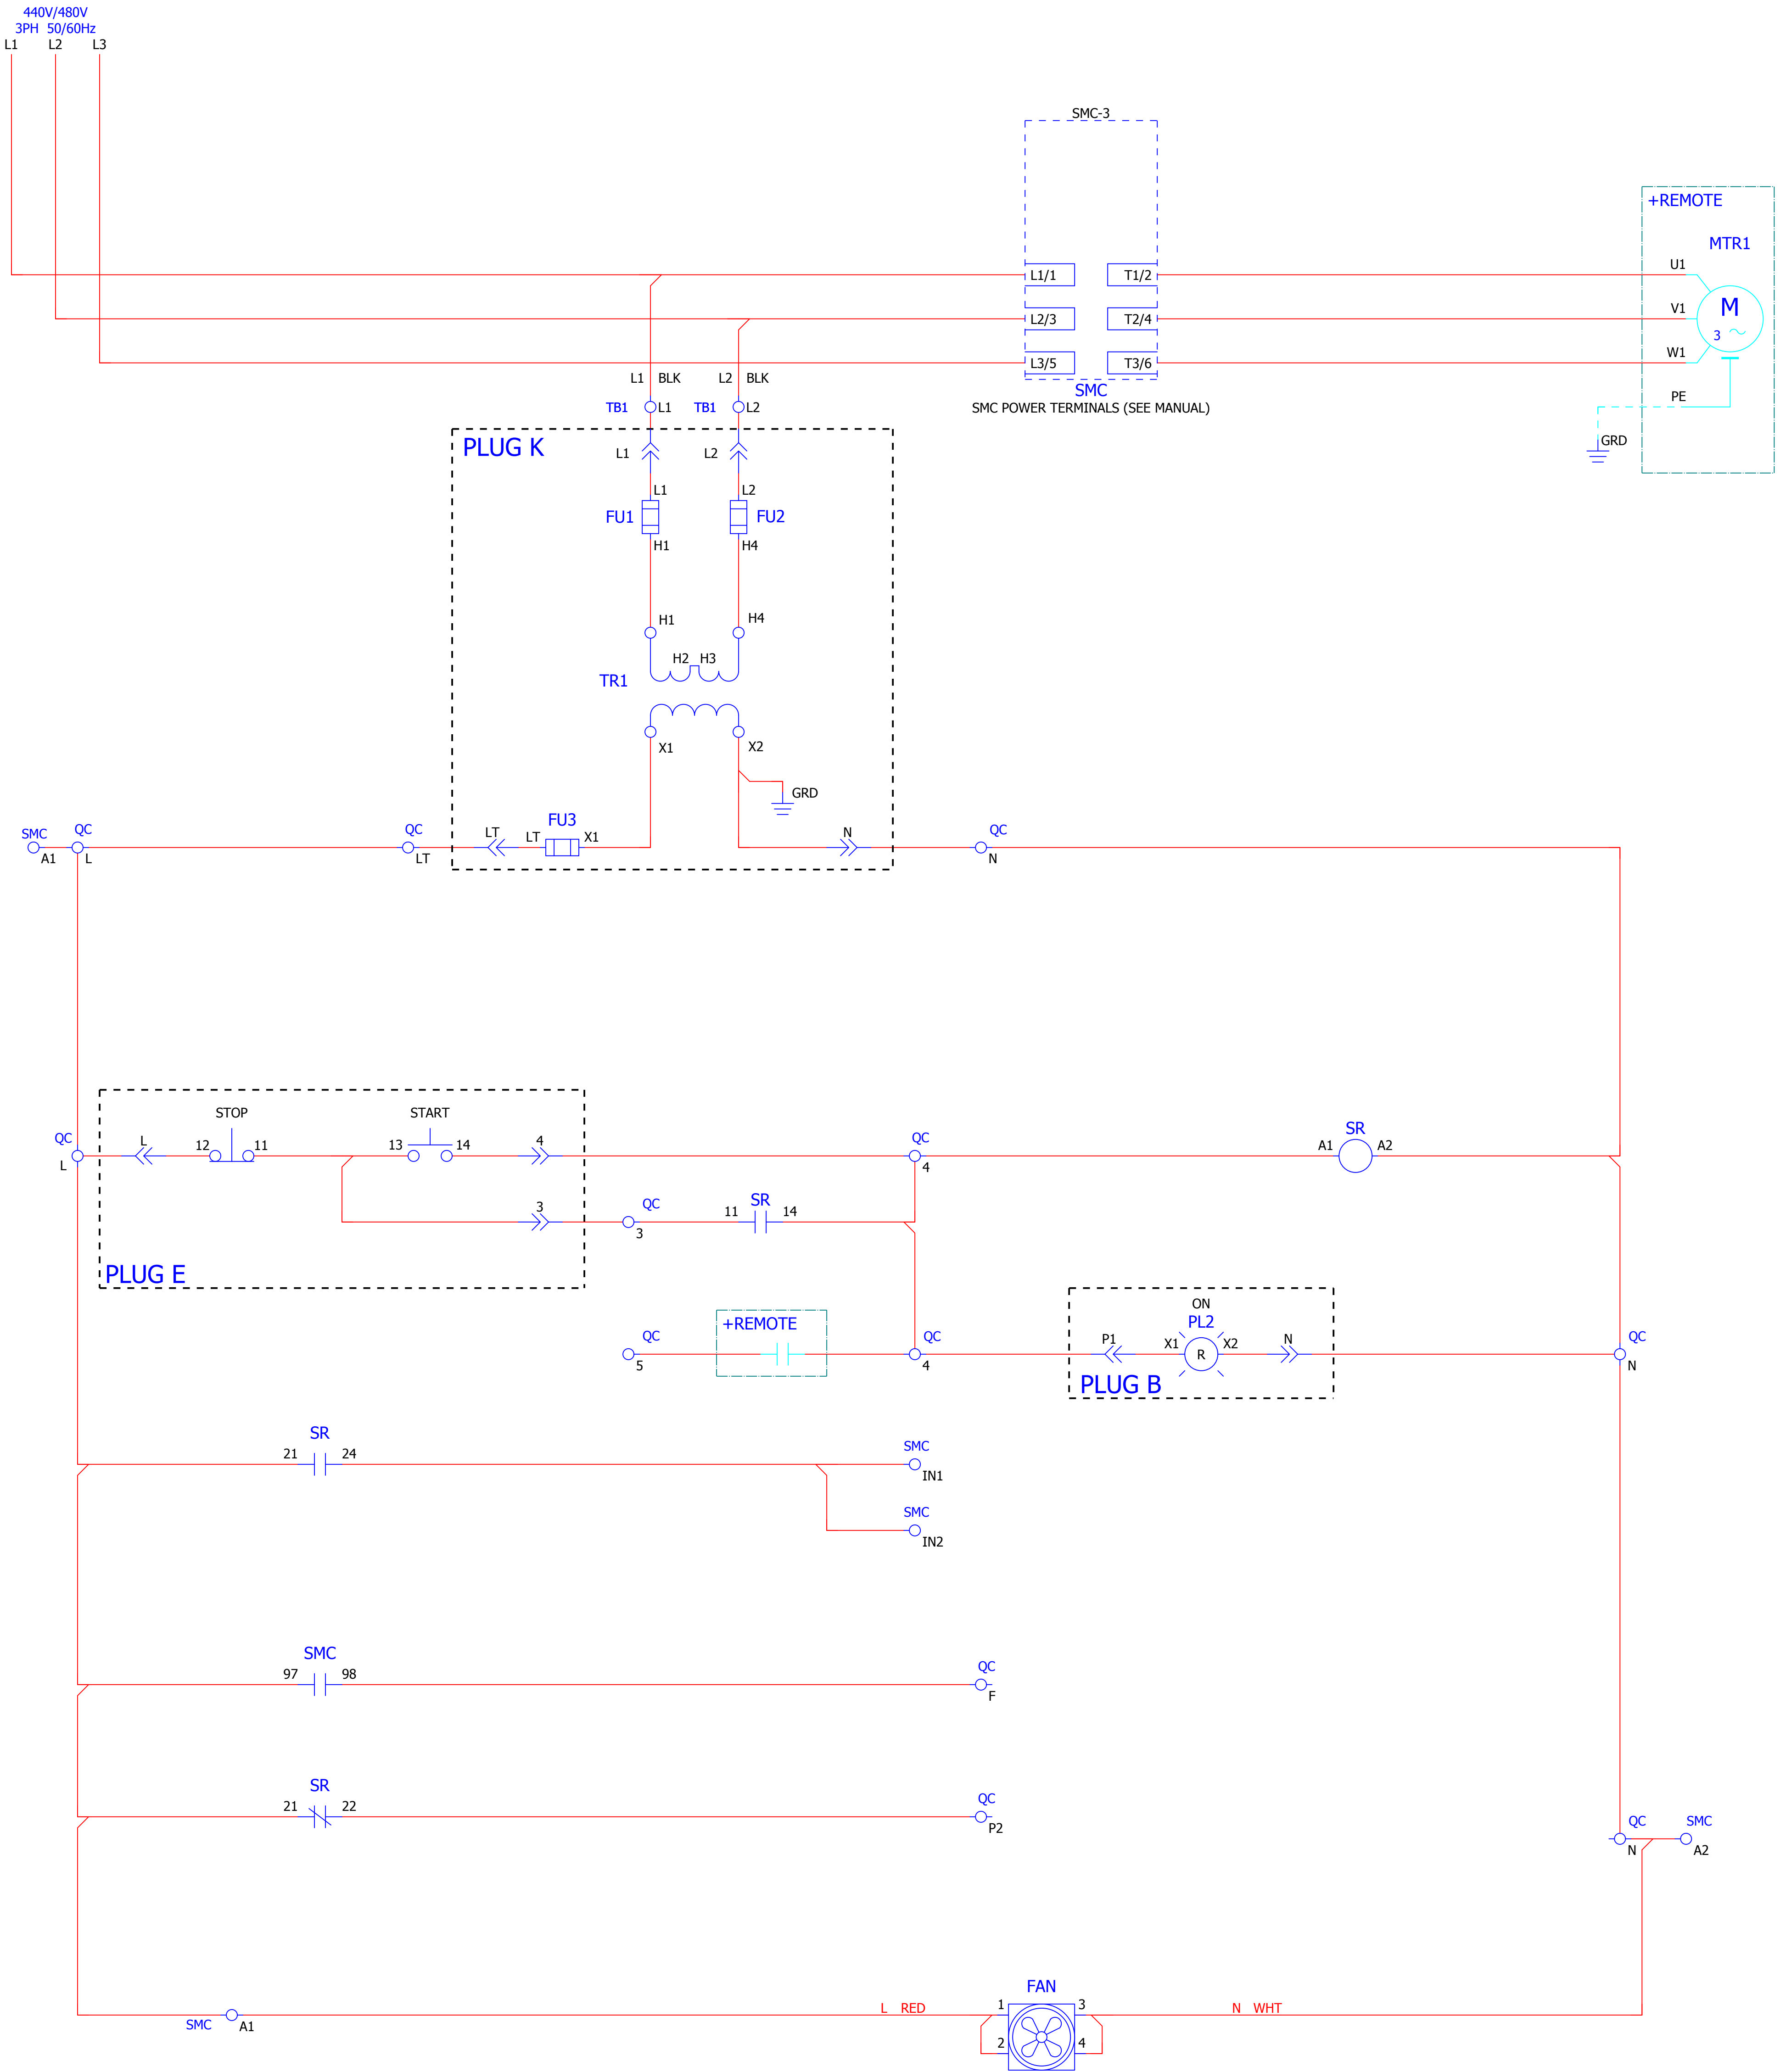 440V/480V
3PH 50/60Hz
L1 L2 L3
SMC-3
+REMOTE
MTR1
L1/1 T1/2 U1
L2/3 T2/4 V1
M
3
L3/5 T3/6 W1
L1 BLK L2 BLK
SMC
PE
TB1 L1 TB1 L2
SMC POWER TERMINALS (SEE MANUAL)
GRD
PLUG K
L1 L2
L1 L2
FU1 FU2
H1 H4
H1 H4
H2 H3
TR1
X1 X2
GRD
FU3
SMC QC QC LT LT X1 N QC
A1 L LT N
STOP START
QC L 12 11 13 14 4 QC A1 SR A2
L 4
3 QC 11 SR 14
3
PLUG E
ON
+REMOTE PL2
QC QC P1 X1 R X2 N QC
5 4 N
PLUG B
SR
21 24 SMC
IN1
SMC
IN2
SMC
97 98 QC
F
SR
21 22 QC
P2
QC SMC
N A2
FAN
L RED 1 3 N WHT
SMC A1
2 4